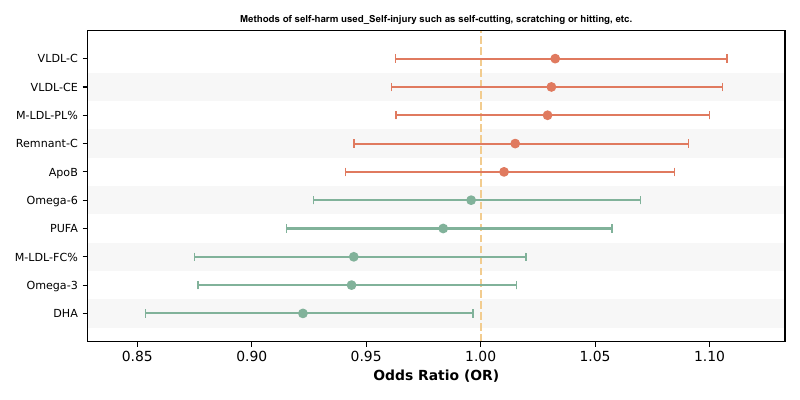 Methods of self-harm used_Self-injury such as self-cutting, scratching or hitting, etc.
VLDL-C
VLDL-CE
M-LDL-PL%
Remnant-C
ApoB
Omega-6
PUFA
M-LDL-FC%
Omega-3
DHA
0.85 0.90 0.95 1.00 1.05 1.10
Odds Ratio (OR)